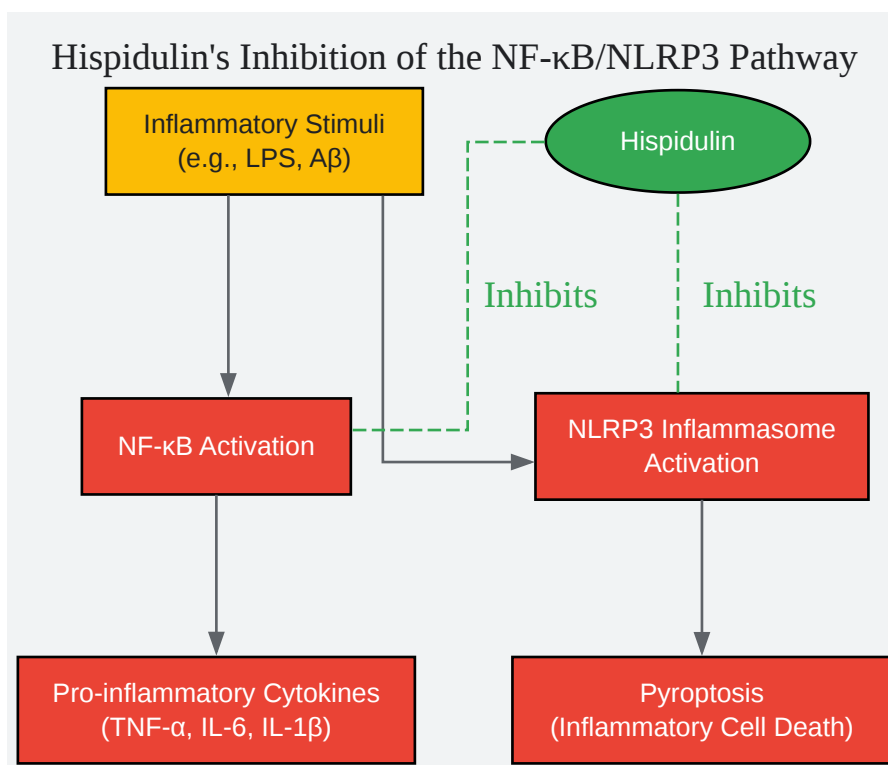 Hispidulin's Inhibition of the NF-κB/NLRP3 Pathway
Inflammatory Stimuli
(e.g., LPS, Aβ)
Hispidulin
Inhibits
Inhibits
NF-κB Activation
NLRP3 Inflammasome
Activation
Pro-inflammatory Cytokines
(TNF-α, IL-6, IL-1β)
Pyroptosis
(Inflammatory Cell Death)